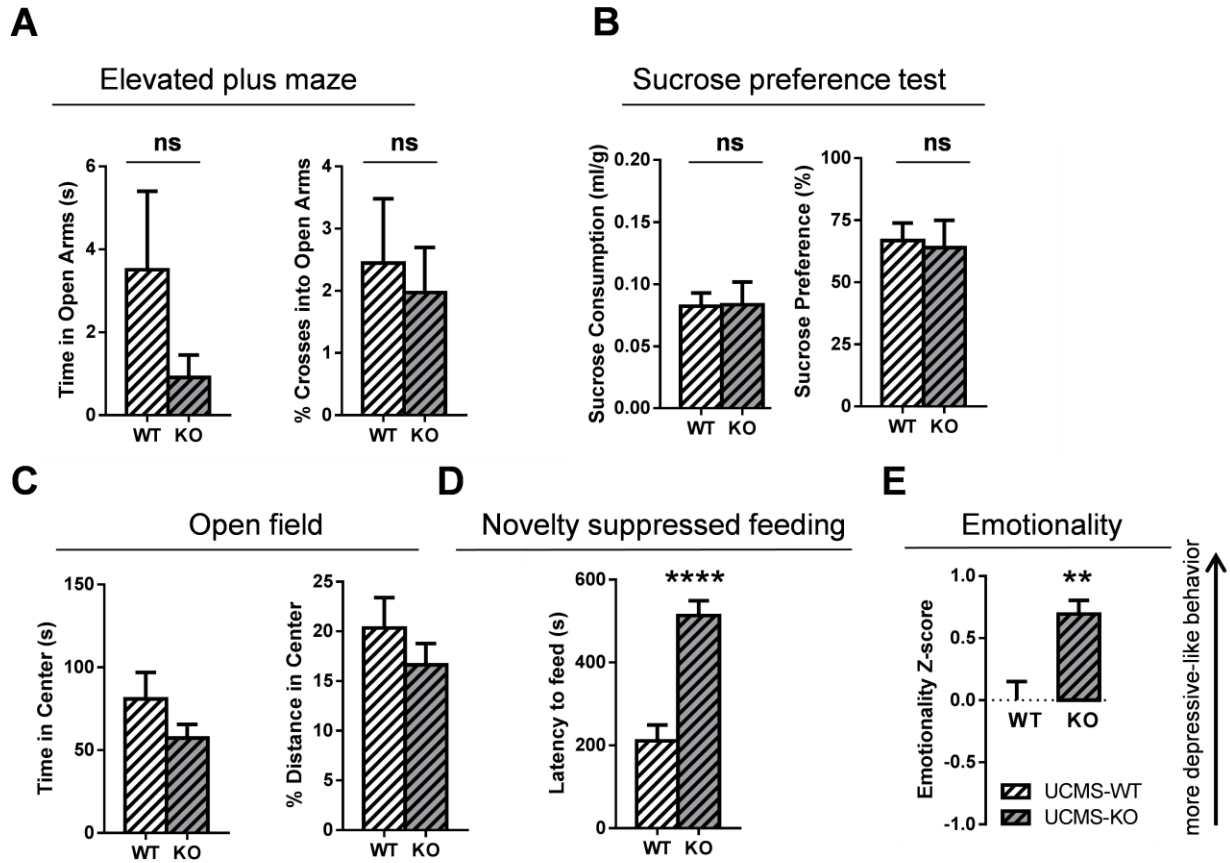 A
Elevated plus maze
ns
Time in Open Arms (s)
6
4
2
0
WT KO
ns
% Crosses into Open Arms
4
3
2
1
0
WT KO
B
Sucrose preference test
ns
Sucrose Consumption (ml/g)
0.20
0.15
0.10
0.05
0.00
WT KO
ns
Sucrose Preference (%)
100
75
50
25
0
WT KO
C
Open field
Time in Center (s)
150
100
50
0
WT KO
% Distance in Center
25
20
15
10
5
0
WT KO
D
Novelty suppressed feeding
****
Latency to feed (s)
600
400
200
0
WT KO
E
Emotionality
**
Emotionality Z-score
1.0
0.5
0.0
-0.5
-1.0
WT KO
UCMS-WT
UCMS-KO
more depressive-like behavior